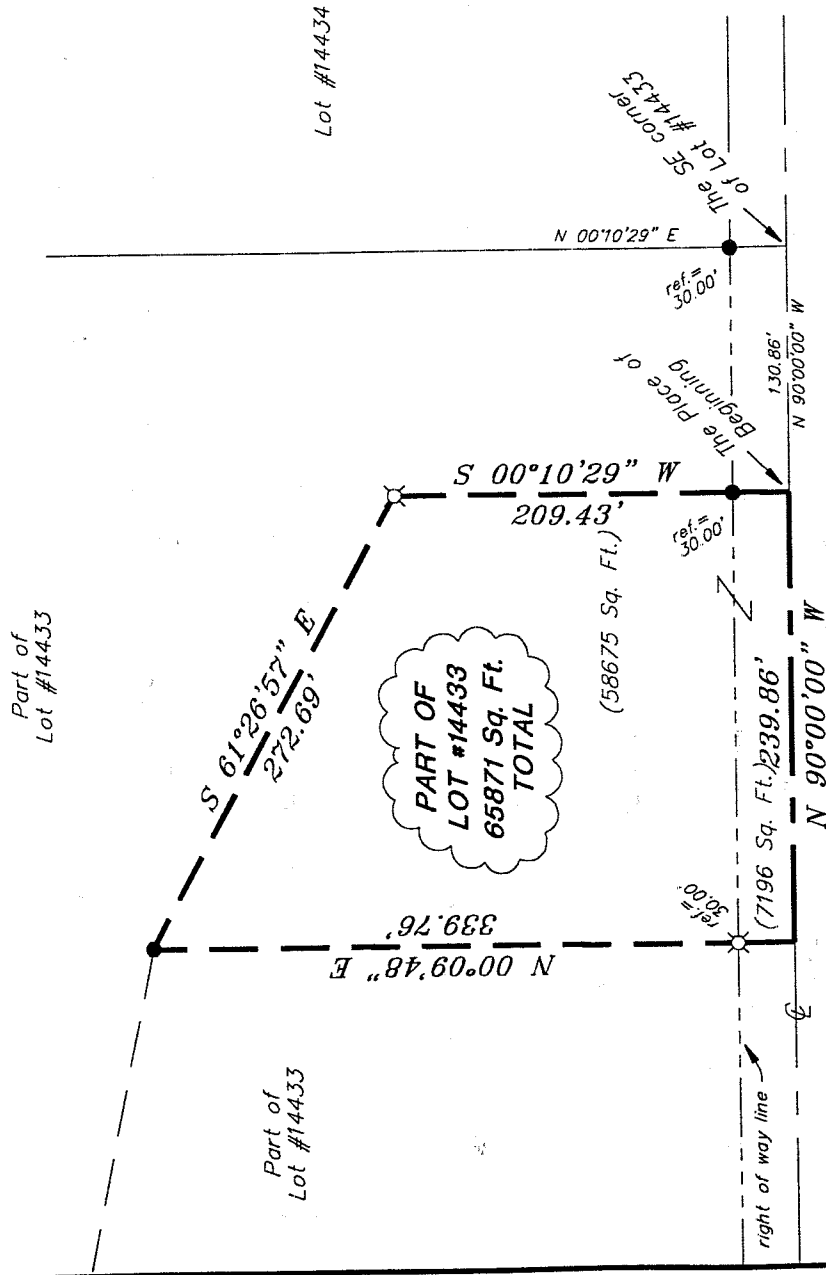 Lot #14434
The SE corner
of Lot #14433
N 00°10'29" E
ref.=
30.00'
130.86'
N 90°00'00" W
The Place of
Beginning
Part of
Lot #14433
S 61°26'57" E
272.69'
S 00°10'29" W
209.43'
ref.=
30.00'
(58675 Sq. Ft.)
PART OF
LOT #14433
65871 Sq. Ft.
TOTAL
N 00°09'48" E
339.76'
ref.=
30.00'
(7196 Sq. Ft.)
239.86'
N 90°00'00" W
Part of
Lot #14433
right of way line